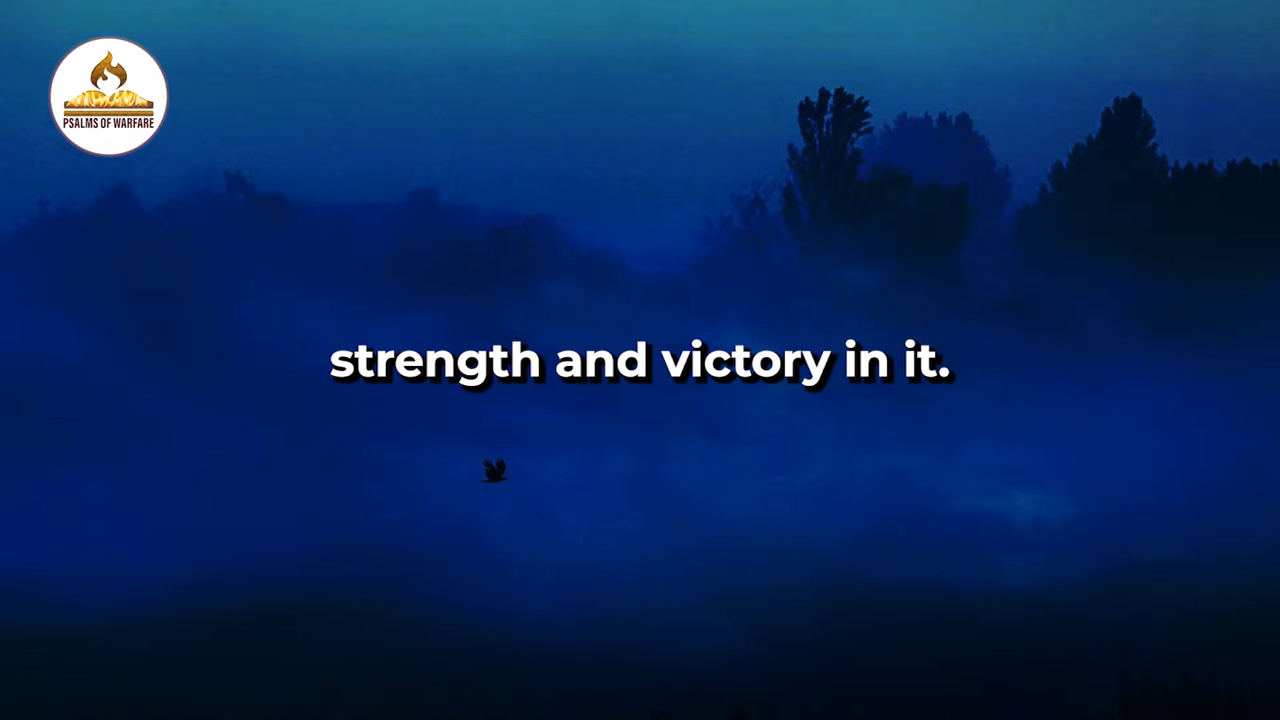 PSALMS OF WARFARE
strength and victory in it.